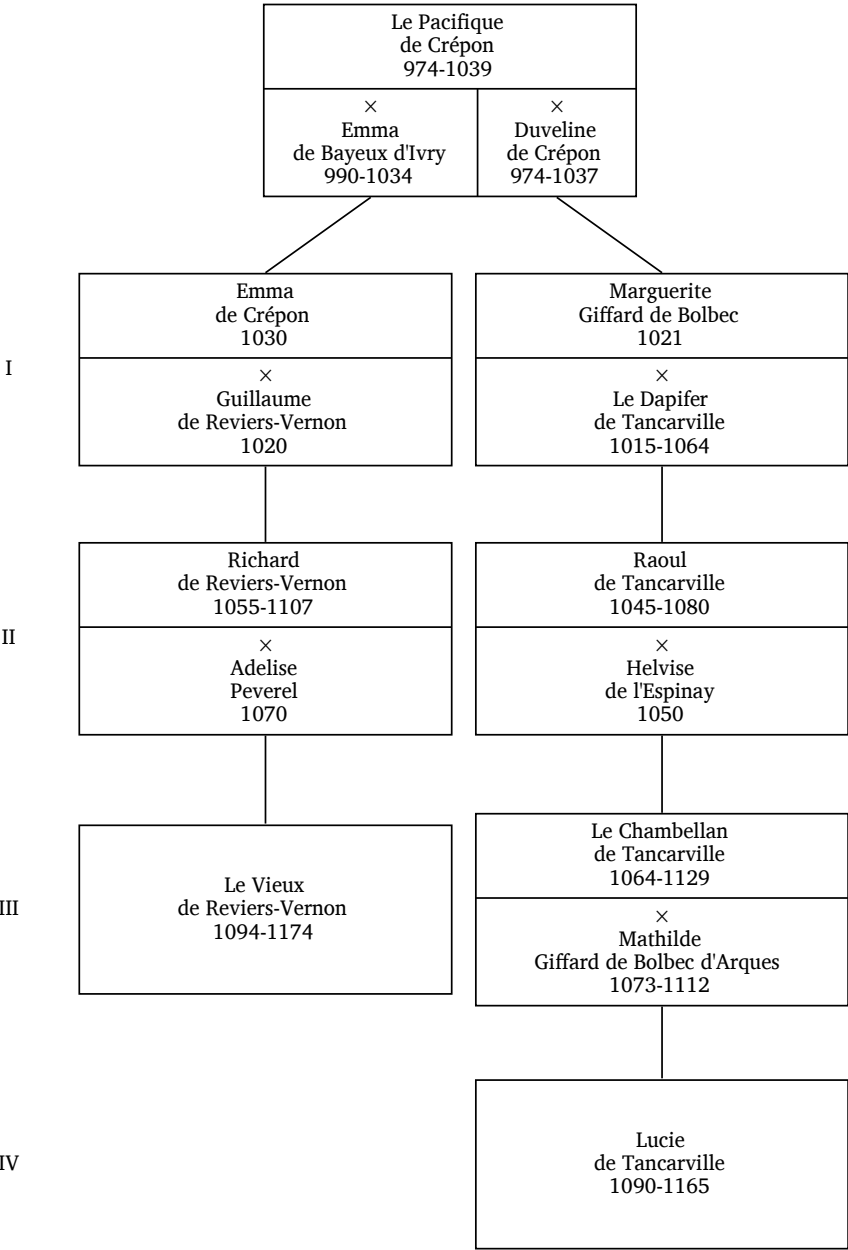 Le Pacifique
de Crépon
974-1039
×
Emma
de Bayeux d'Ivry
990-1034
×
Duveline
de Crépon
974-1037
I
Emma
de Crépon
1030
×
Guillaume
de Reviers-Vernon
1020
Marguerite
Giffard de Bolbec
1021
×
Le Dapifer
de Tancarville
1015-1064
II
Richard
de Reviers-Vernon
1055-1107
×
Adelise
Peverel
1070
Raoul
de Tancarville
1045-1080
×
Helvise
de l'Espinay
1050
III
Le Vieux
de Reviers-Vernon
1094-1174
Le Chambellan
de Tancarville
1064-1129
×
Mathilde
Giffard de Bolbec d'Arques
1073-1112
IV
Lucie
de Tancarville
1090-1165